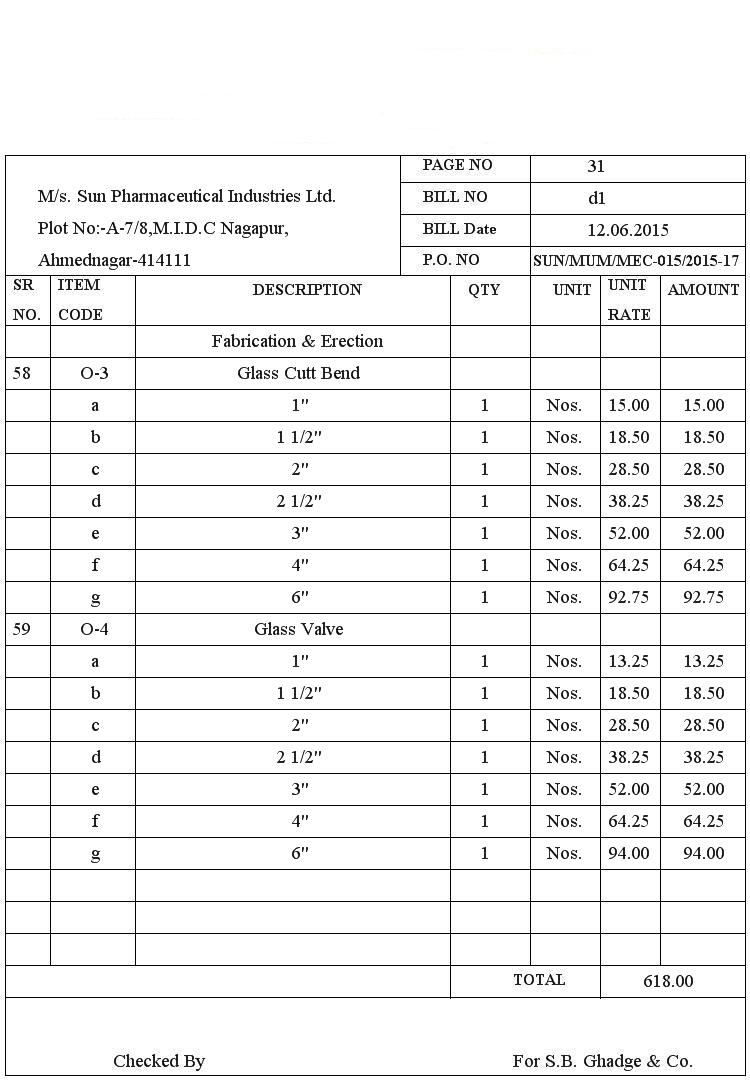 PAGE NO 31
M/s. Sun Pharmaceutical Industries Ltd. BILL NO d1
Plot No:-A-7/8,M.I.D.C Nagapur, BILL Date 12.06.2015
Ahmednagar-414111 P.O. NO SUN/MUM/MEC-015/2015-17
SR NO. ITEM CODE DESCRIPTION QTY UNIT UNIT RATE AMOUNT
Fabrication & Erection
58 O-3 Glass Cutt Bend
a 1" 1 Nos. 15.00 15.00
b 1 1/2" 1 Nos. 18.50 18.50
c 2" 1 Nos. 28.50 28.50
d 2 1/2" 1 Nos. 38.25 38.25
e 3" 1 Nos. 52.00 52.00
f 4" 1 Nos. 64.25 64.25
g 6" 1 Nos. 92.75 92.75
59 O-4 Glass Valve
a 1" 1 Nos. 13.25 13.25
b 1 1/2" 1 Nos. 18.50 18.50
c 2" 1 Nos. 28.50 28.50
d 2 1/2" 1 Nos. 38.25 38.25
e 3" 1 Nos. 52.00 52.00
f 4" 1 Nos. 64.25 64.25
g 6" 1 Nos. 94.00 94.00
TOTAL 618.00
Checked By For S.B. Ghadge & Co.